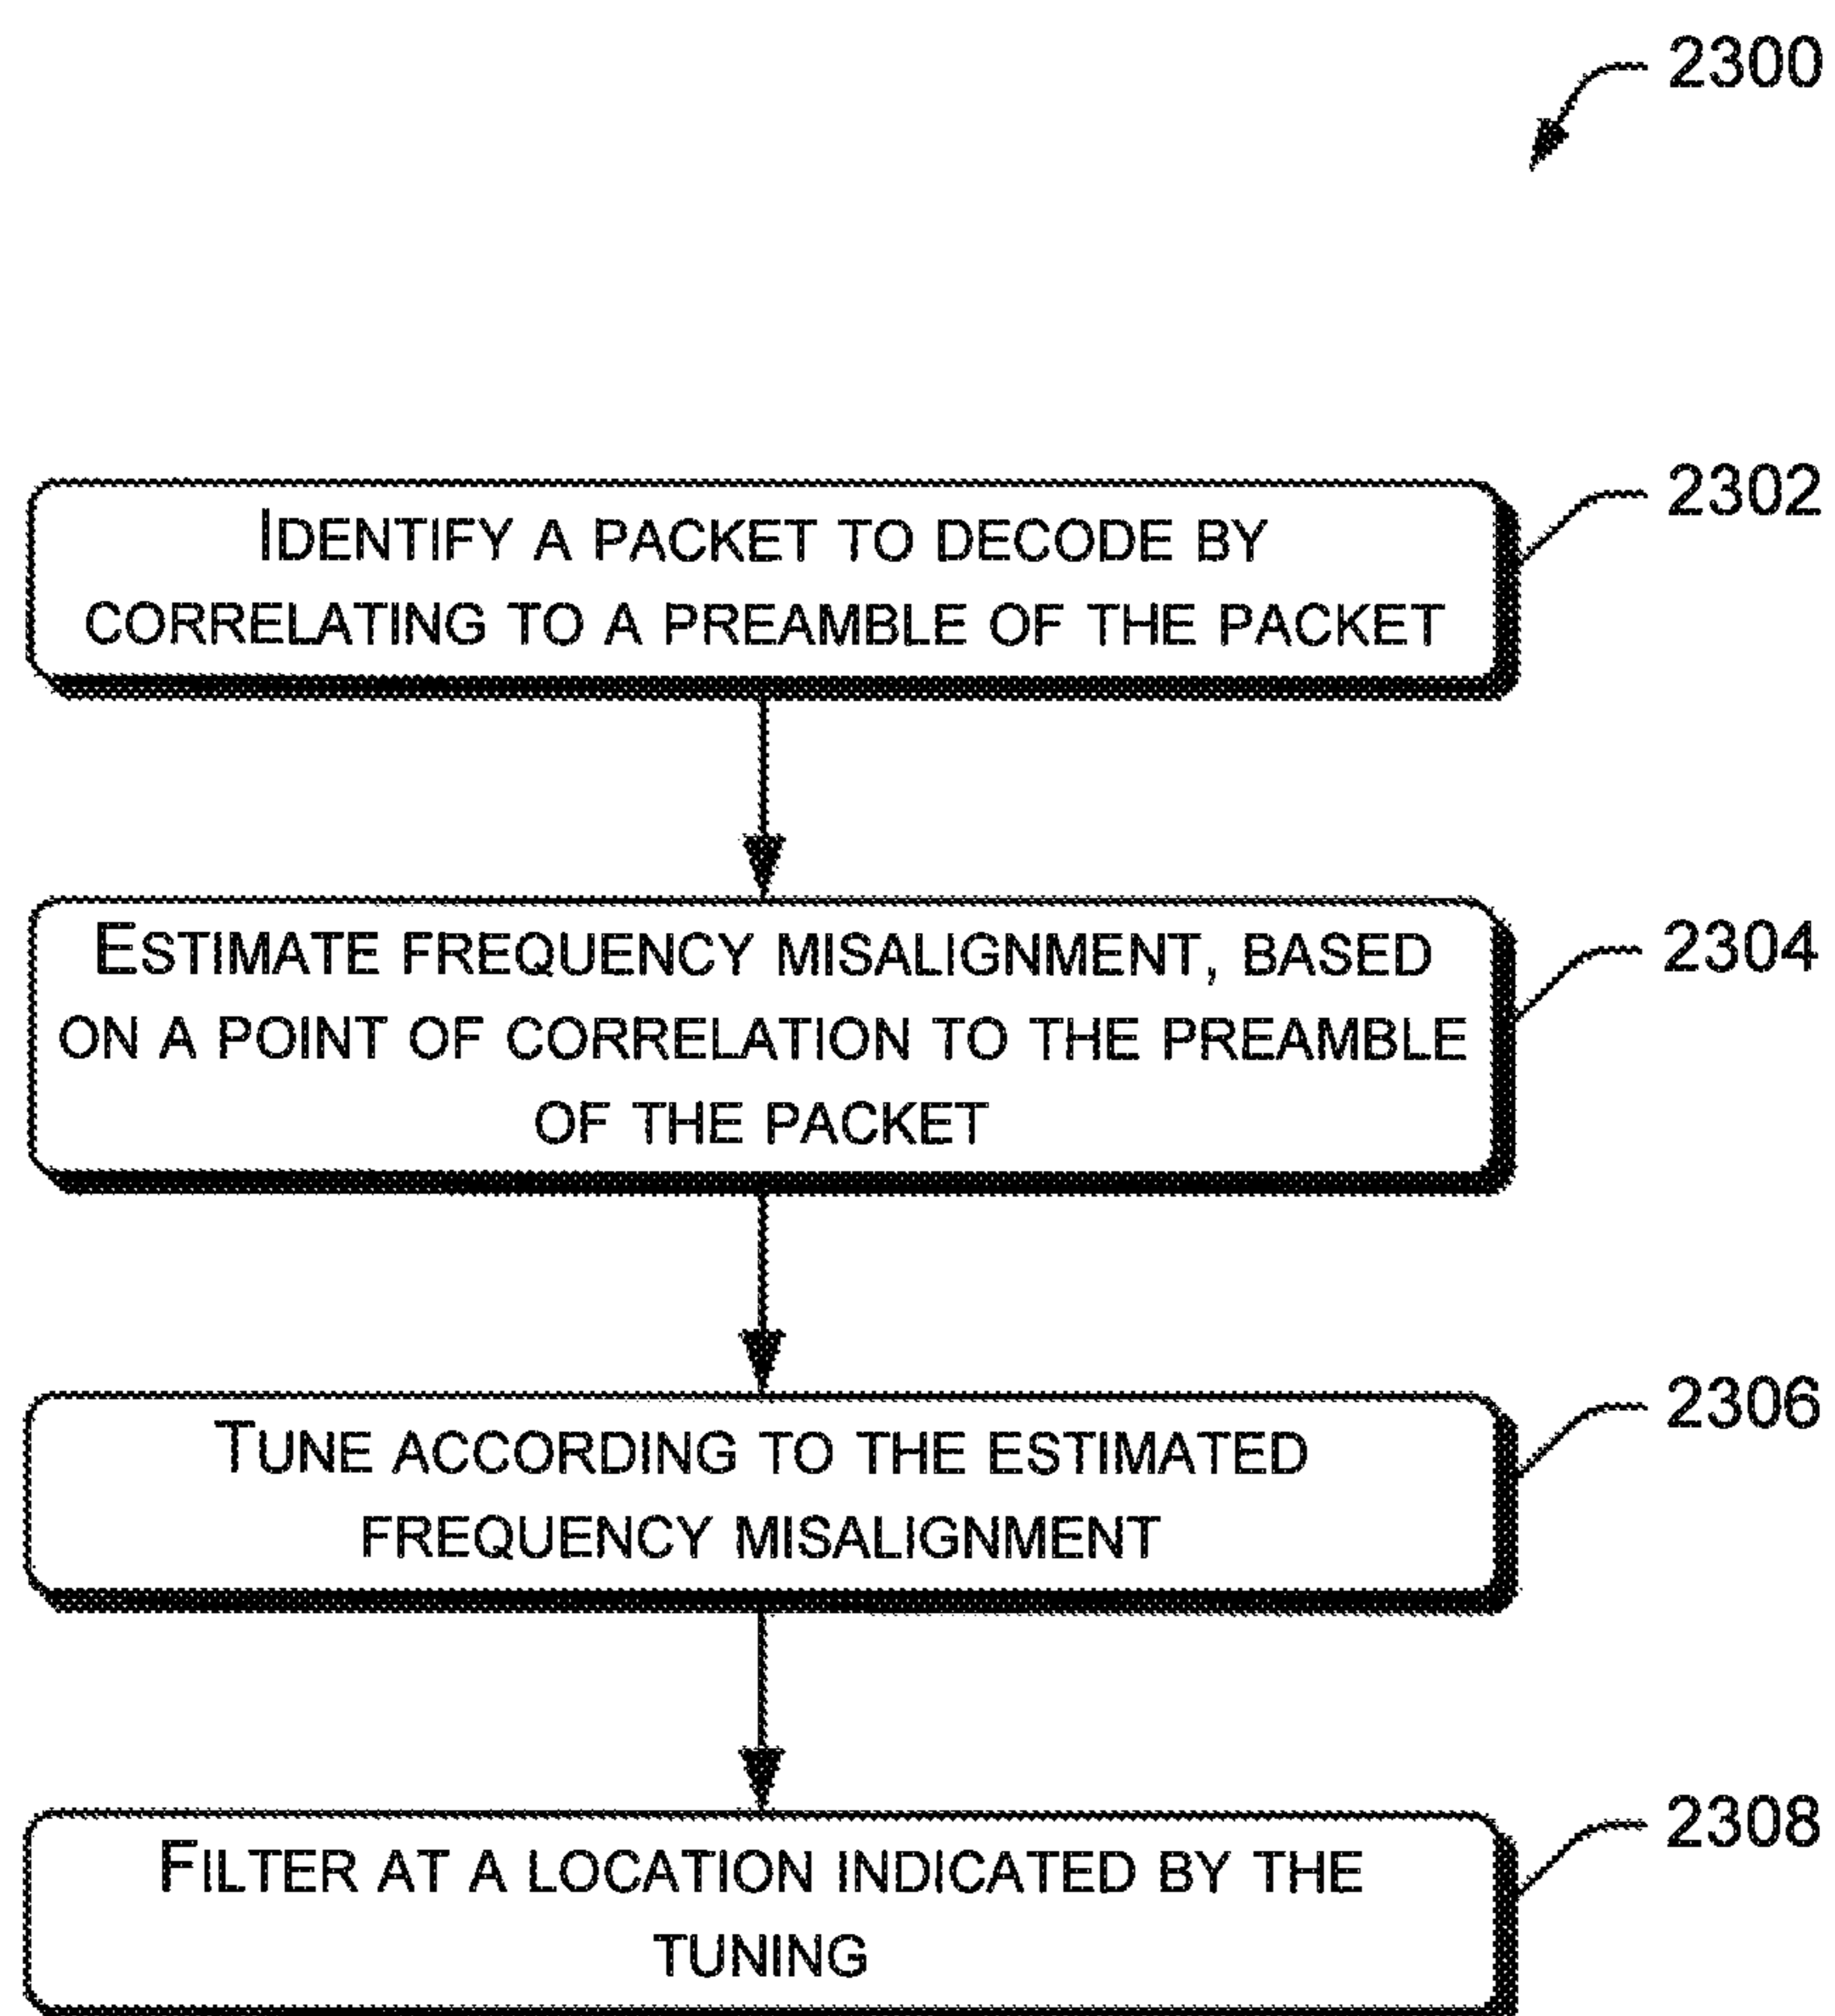 2300
2302
IDENTIFY A PACKET TO DECODE BY
CORRELATING TO A PREAMBLE OF THE PACKET
2304
ESTIMATE FREQUENCY MISALIGNMENT, BASED
ON A POINT OF CORRELATION TO THE PREAMBLE
OF THE PACKET
2306
TUNE ACCORDING TO THE ESTIMATED
FREQUENCY MISALIGNMENT
2308
FILTER AT A LOCATION INDICATED BY THE
TUNING